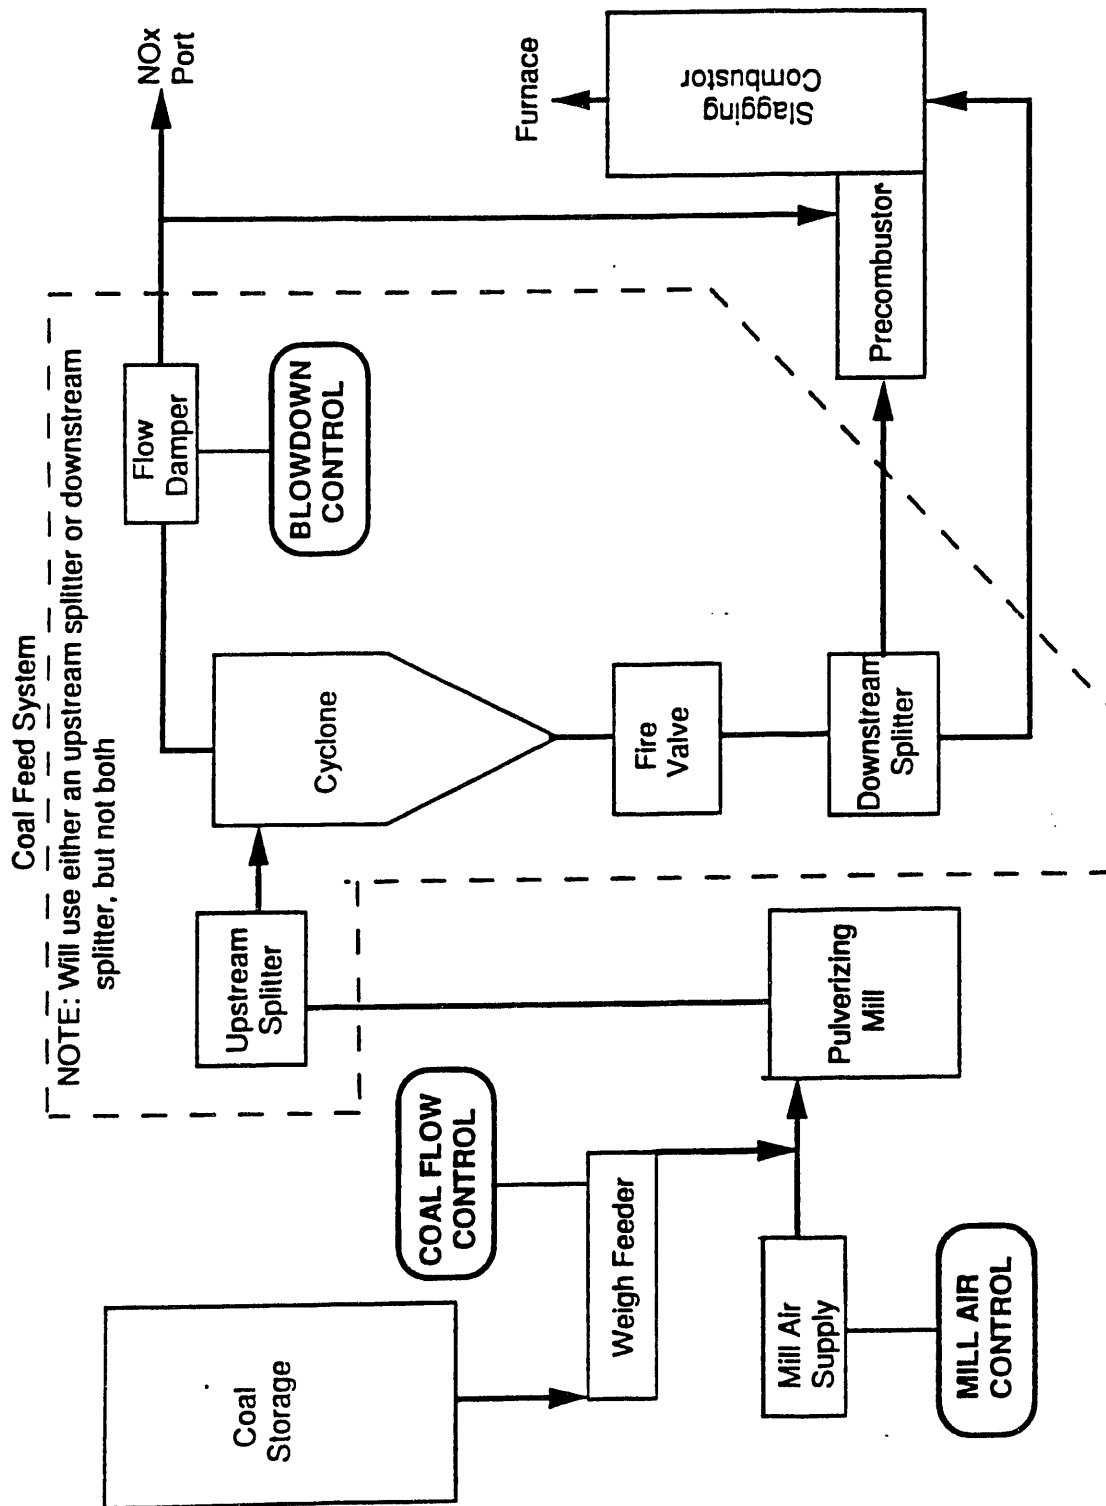 Coal Feed System
NOTE: Will use either an upstream splitter or downstream
splitter, but not both
Coal
Storage
COAL FLOW
CONTROL
Weigh Feeder
Mill Air
Supply
MILL AIR
CONTROL
Pulverizing
Mill
Upstream
Splitter
Cyclone
Fire
Valve
Downstream
Splitter
Flow
Damper
BLOWDOWN
CONTROL
NOx
Port
Furnace
Precombustor
Slagging
Combustor